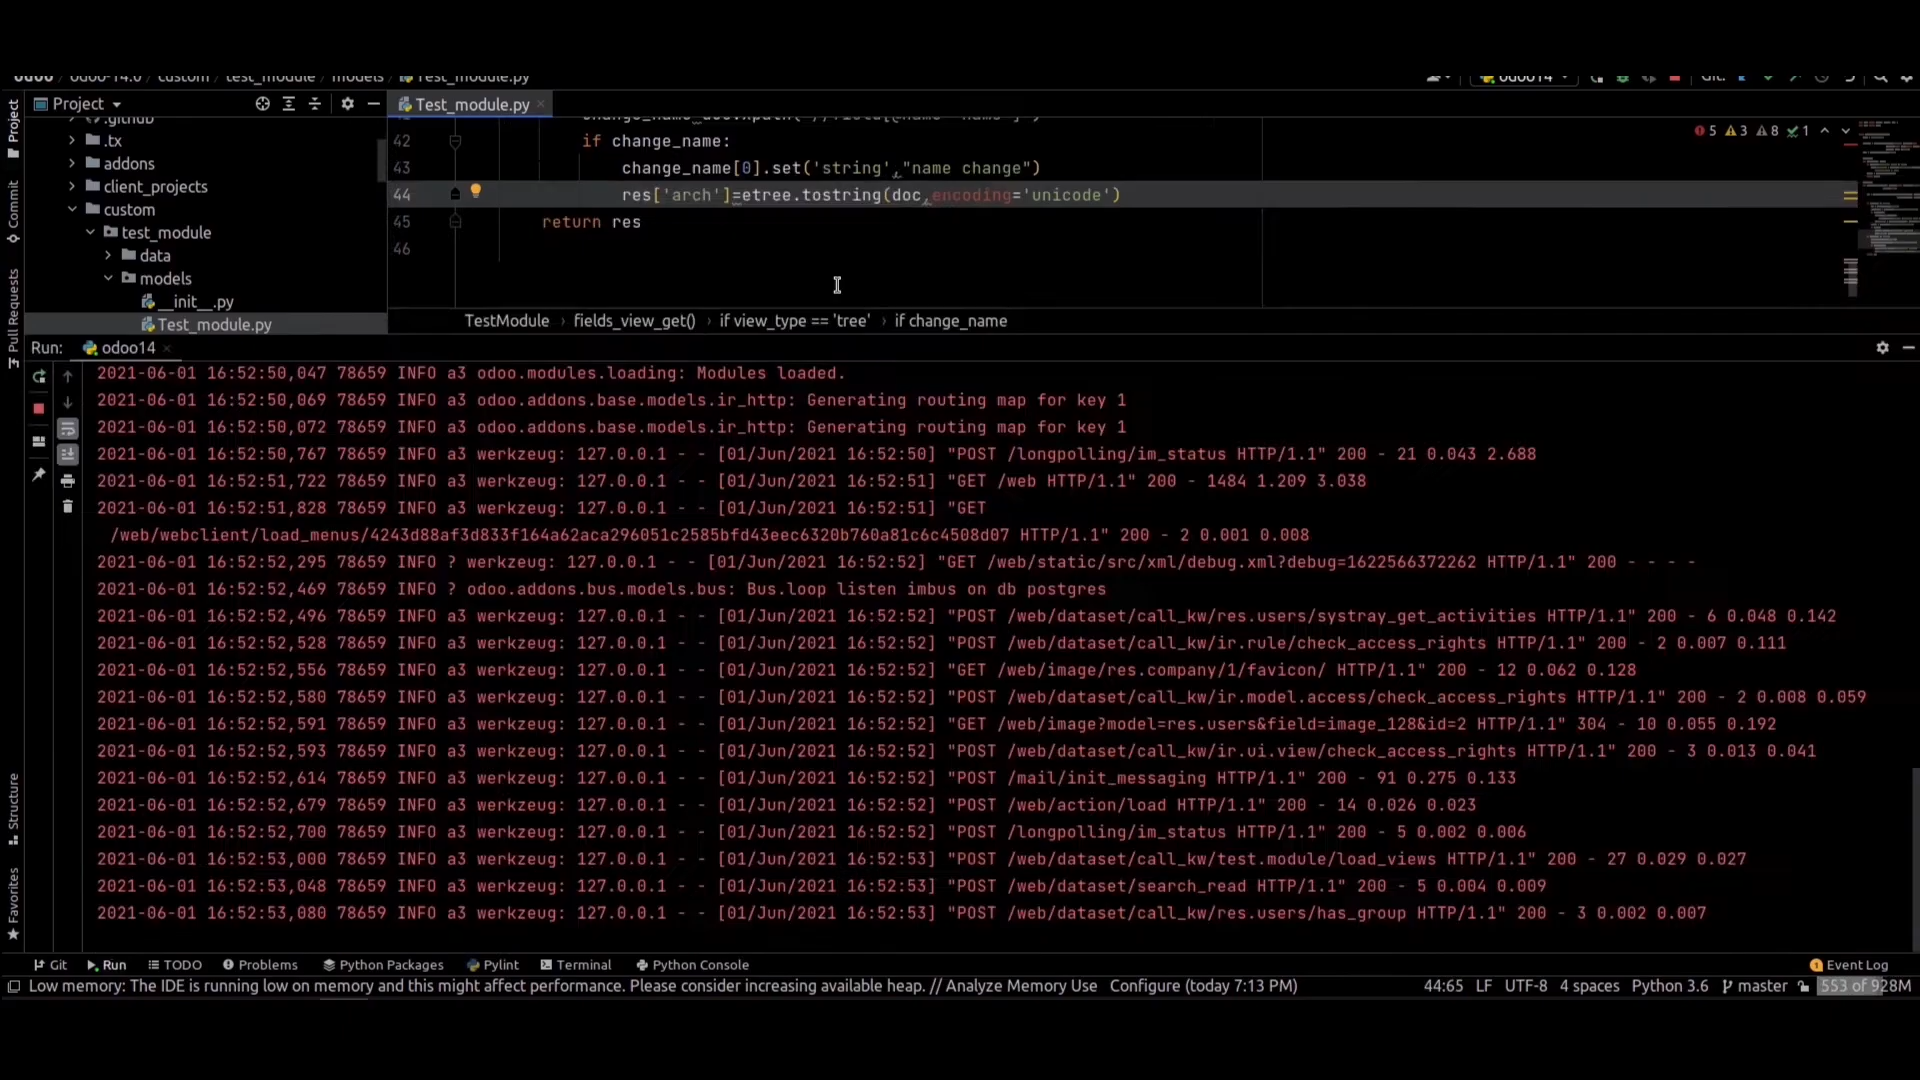 odoo / odoo-14.0 / custom / test_module / models / Test_module.py
odoo14
Git:
Project
Test_module.py
.github
.tx
addons
client_projects
custom
test_module
data
models
__init__.py
Test_module.py
42 if change_name:
43 change_name[0].set('string',"name change")
44 res['arch']=etree.tostring(doc,encoding='unicode')
45 return res
46
5 3 8 1
TestModule › fields_view_get() › if view_type == 'tree' › if change_name
Project
Commit
Pull Requests
Structure
Favorites
Run: odoo14
2021-06-01 16:52:50,047 78659 INFO a3 odoo.modules.loading: Modules loaded.
2021-06-01 16:52:50,069 78659 INFO a3 odoo.addons.base.models.ir_http: Generating routing map for key 1
2021-06-01 16:52:50,072 78659 INFO a3 odoo.addons.base.models.ir_http: Generating routing map for key 1
2021-06-01 16:52:50,767 78659 INFO a3 werkzeug: 127.0.0.1 - - [01/Jun/2021 16:52:50] "POST /longpolling/im_status HTTP/1.1" 200 - 21 0.043 2.688
2021-06-01 16:52:51,722 78659 INFO a3 werkzeug: 127.0.0.1 - - [01/Jun/2021 16:52:51] "GET /web HTTP/1.1" 200 - 1484 1.209 3.038
2021-06-01 16:52:51,828 78659 INFO a3 werkzeug: 127.0.0.1 - - [01/Jun/2021 16:52:51] "GET
/web/webclient/load_menus/4243d88af3d833f164a62aca296051c2585bfd43eec6320b760a81c6c4508d07 HTTP/1.1" 200 - 2 0.001 0.008
2021-06-01 16:52:52,295 78659 INFO ? werkzeug: 127.0.0.1 - - [01/Jun/2021 16:52:52] "GET /web/static/src/xml/debug.xml?debug=1622566372262 HTTP/1.1" 200 - - - -
2021-06-01 16:52:52,469 78659 INFO ? odoo.addons.bus.models.bus: Bus.loop listen imbus on db postgres
2021-06-01 16:52:52,496 78659 INFO a3 werkzeug: 127.0.0.1 - - [01/Jun/2021 16:52:52] "POST /web/dataset/call_kw/res.users/systray_get_activities HTTP/1.1" 200 - 6 0.048 0.142
2021-06-01 16:52:52,528 78659 INFO a3 werkzeug: 127.0.0.1 - - [01/Jun/2021 16:52:52] "POST /web/dataset/call_kw/ir.rule/check_access_rights HTTP/1.1" 200 - 2 0.007 0.111
2021-06-01 16:52:52,556 78659 INFO a3 werkzeug: 127.0.0.1 - - [01/Jun/2021 16:52:52] "GET /web/image/res.company/1/favicon/ HTTP/1.1" 200 - 12 0.062 0.128
2021-06-01 16:52:52,580 78659 INFO a3 werkzeug: 127.0.0.1 - - [01/Jun/2021 16:52:52] "POST /web/dataset/call_kw/ir.model.access/check_access_rights HTTP/1.1" 200 - 2 0.008 0.059
2021-06-01 16:52:52,591 78659 INFO a3 werkzeug: 127.0.0.1 - - [01/Jun/2021 16:52:52] "GET /web/image?model=res.users&field=image_128&id=2 HTTP/1.1" 304 - 10 0.055 0.192
2021-06-01 16:52:52,593 78659 INFO a3 werkzeug: 127.0.0.1 - - [01/Jun/2021 16:52:52] "POST /web/dataset/call_kw/ir.ui.view/check_access_rights HTTP/1.1" 200 - 3 0.013 0.041
2021-06-01 16:52:52,614 78659 INFO a3 werkzeug: 127.0.0.1 - - [01/Jun/2021 16:52:52] "POST /mail/init_messaging HTTP/1.1" 200 - 91 0.275 0.133
2021-06-01 16:52:52,679 78659 INFO a3 werkzeug: 127.0.0.1 - - [01/Jun/2021 16:52:52] "POST /web/action/load HTTP/1.1" 200 - 14 0.026 0.023
2021-06-01 16:52:52,700 78659 INFO a3 werkzeug: 127.0.0.1 - - [01/Jun/2021 16:52:52] "POST /longpolling/im_status HTTP/1.1" 200 - 5 0.002 0.006
2021-06-01 16:52:53,000 78659 INFO a3 werkzeug: 127.0.0.1 - - [01/Jun/2021 16:52:53] "POST /web/dataset/call_kw/test.module/load_views HTTP/1.1" 200 - 27 0.029 0.027
2021-06-01 16:52:53,048 78659 INFO a3 werkzeug: 127.0.0.1 - - [01/Jun/2021 16:52:53] "POST /web/dataset/search_read HTTP/1.1" 200 - 5 0.004 0.009
2021-06-01 16:52:53,080 78659 INFO a3 werkzeug: 127.0.0.1 - - [01/Jun/2021 16:52:53] "POST /web/dataset/call_kw/res.users/has_group HTTP/1.1" 200 - 3 0.002 0.007
Git Run TODO Problems Python Packages Pylint Terminal Python Console 1 Event Log
Low memory: The IDE is running low on memory and this might affect performance. Please consider increasing available heap. // Analyze Memory Use Configure (today 7:13 PM) 44:65 LF UTF-8 4 spaces Python 3.6 master 553 of 928M